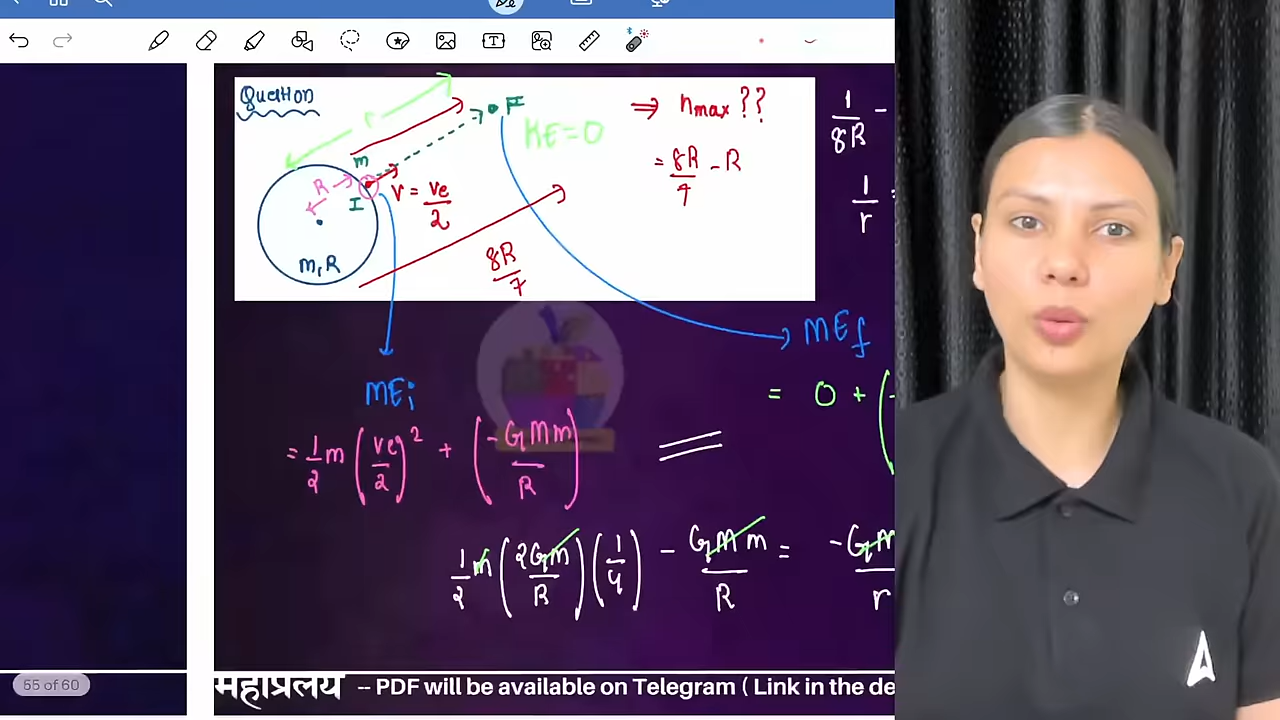 Question
r
F
KE=0
⇒ hmax ??
= 8R/7 - R
m
R
I
V = ve/2
M, R
8R/7
1/8R -
1/r =
MEi
MEf
= 0 + (-
= 1/2 m (ve/2)² + (-GMm/R)
1/2 m (2GM/R) (1/4) - GMm/R = -GM
r
65 of 60
महाप्रलय -- PDF will be available on Telegram ( Link in the de